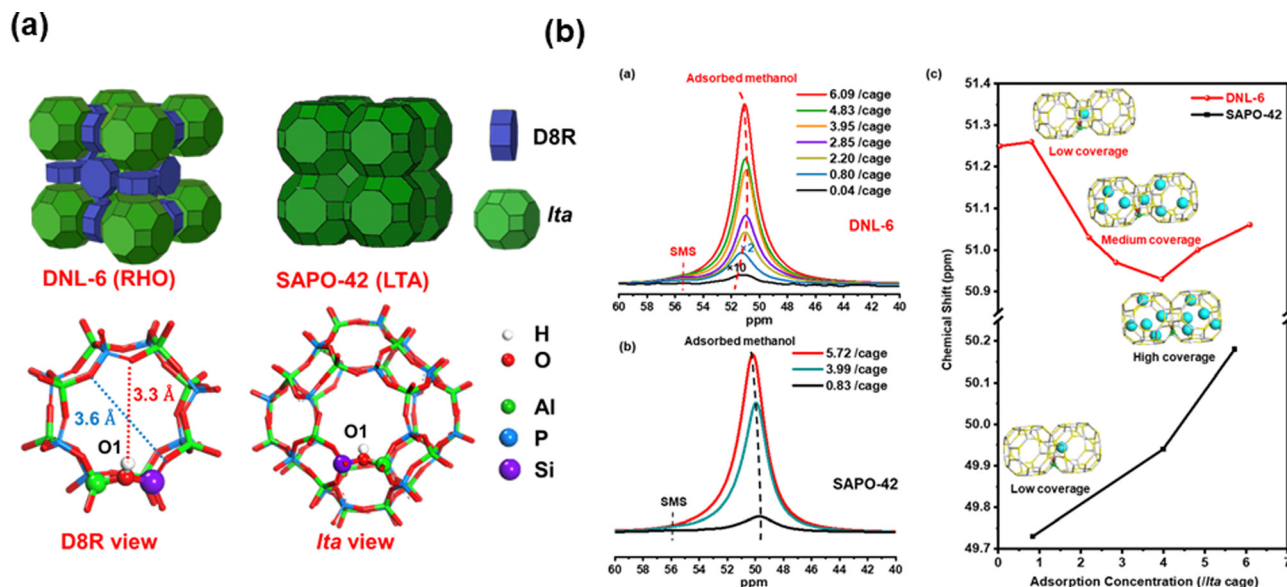 (a)
D8R
lta
DNL-6 (RHO)
SAPO-42 (LTA)
3.3 Å
3.6 Å
O1
O1
H
O
Al
P
Si
D8R view
lta view
(b)
(a)
Adsorbed methanol
6.09 /cage
4.83 /cage
3.95 /cage
2.85 /cage
2.20 /cage
0.80 /cage
0.04 /cage
DNL-6
SMS
×2
×10
60 58 56 54 52 50 48 46 44 42 40
ppm
(b)
Adsorbed methanol
5.72 /cage
3.99 /cage
0.83 /cage
SAPO-42
SMS
60 58 56 54 52 50 48 46 44 42 40
ppm
(c)
DNL-6
SAPO-42
Low coverage
Medium coverage
High coverage
Low coverage
Chemical Shift (ppm)
51.4
51.3
51.2
51.1
51.0
50.9
50.2
50.1
50.0
49.9
49.8
49.7
0 1 2 3 4 5 6 7
Adsorption Concentration (/lta cage)